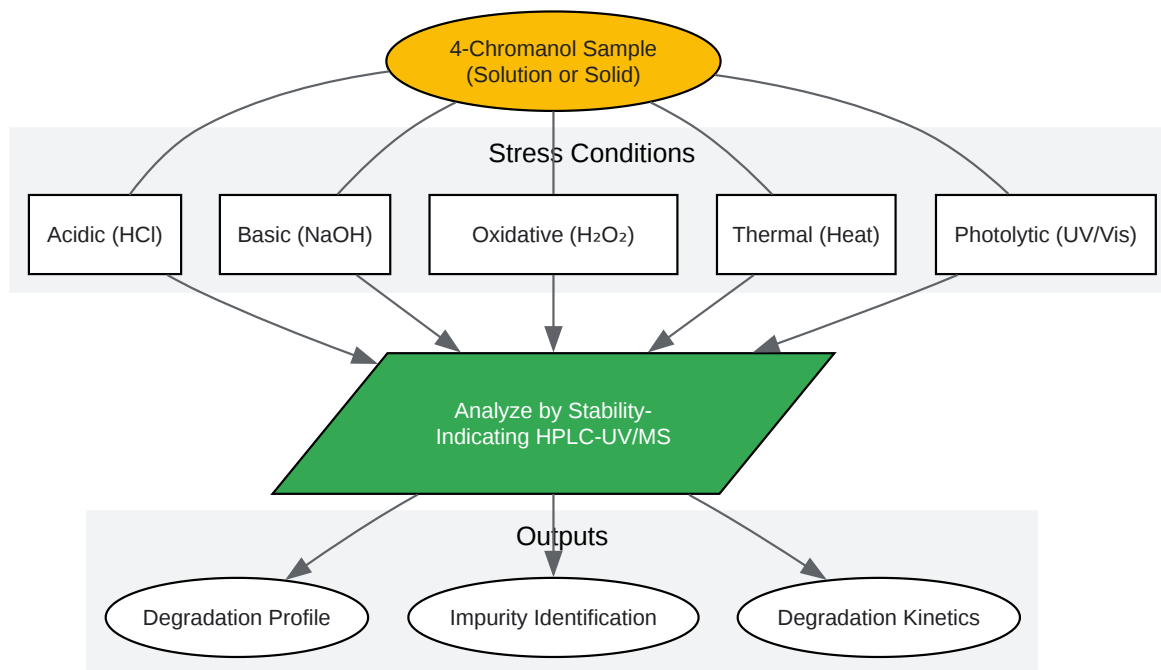 4-Chromanol Sample
(Solution or Solid)
Stress Conditions
Acidic (HCl)
Basic (NaOH)
Oxidative (H₂O₂)
Thermal (Heat)
Photolytic (UV/Vis)
Analyze by Stability-
Indicating HPLC-UV/MS
Outputs
Degradation Profile
Impurity Identification
Degradation Kinetics